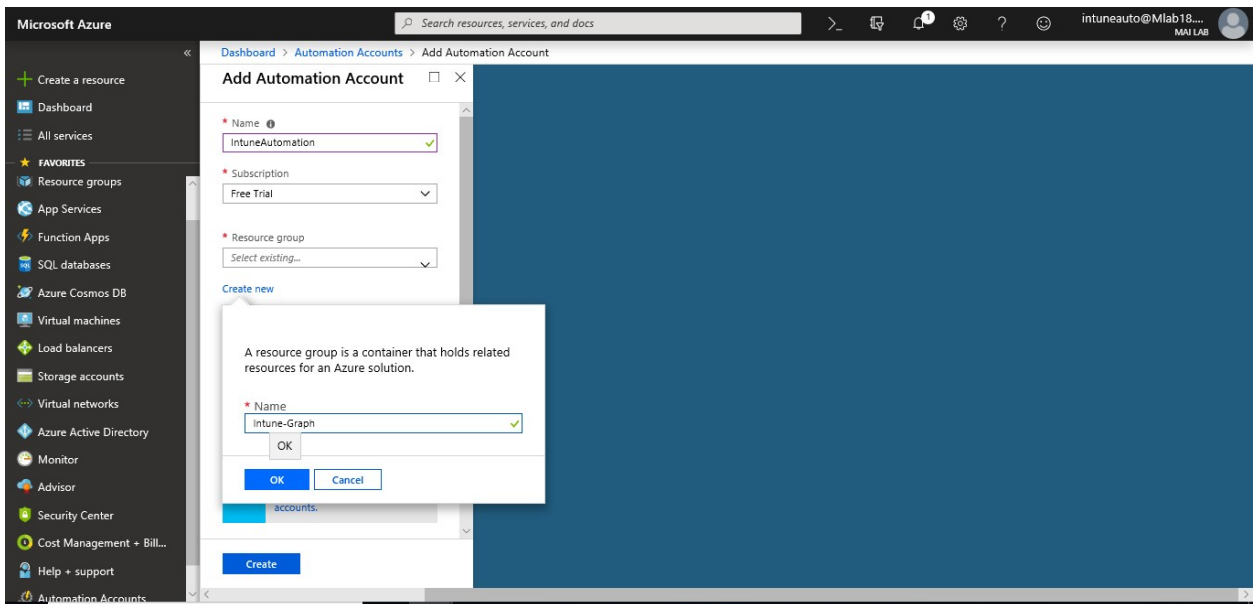 Microsoft Azure
Search resources, services, and docs
1
intuneauto@Mlab18....
MAI LAB
Dashboard > Automation Accounts > Add Automation Account
Create a resource
Dashboard
All services
FAVORITES
Resource groups
App Services
Function Apps
SQL databases
Azure Cosmos DB
Virtual machines
Load balancers
Storage accounts
Virtual networks
Azure Active Directory
Monitor
Advisor
Security Center
Cost Management + Bill...
Help + support
Automation Accounts
Add Automation Account
* Name
IntuneAutomation
* Subscription
Free Trial
* Resource group
Select existing...
Create new
A resource group is a container that holds related
resources for an Azure solution.
* Name
Intune-Graph
OK
OK
Cancel
accounts.
Create